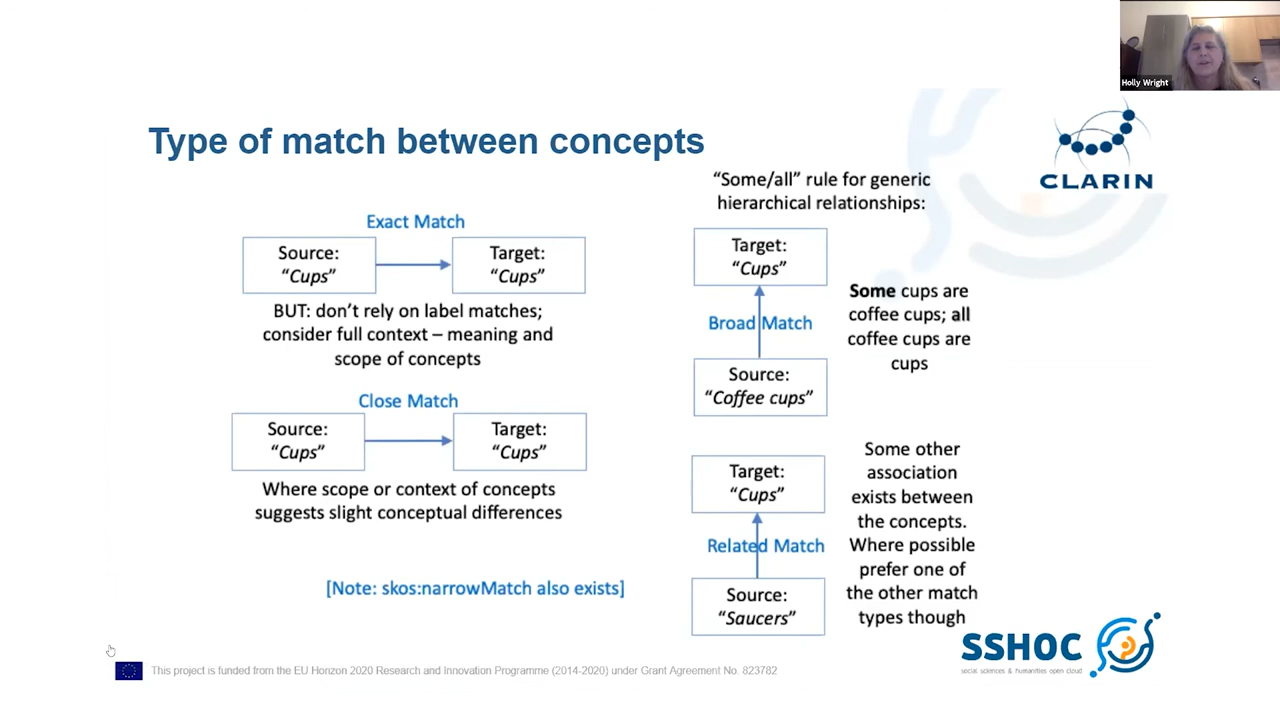 Holly Wright
Type of match between concepts
CLARIN
Exact Match
Source:
“Cups”
Target:
“Cups”
BUT: don’t rely on label matches;
consider full context – meaning and
scope of concepts
Close Match
Source:
“Cups”
Target:
“Cups”
Where scope or context of concepts
suggests slight conceptual differences
[Note: skos:narrowMatch also exists]
“Some/all” rule for generic
hierarchical relationships:
Target:
“Cups”
Broad Match
Source:
“Coffee cups”
Some cups are
coffee cups; all
coffee cups are
cups
Target:
“Cups”
Related Match
Source:
“Saucers”
Some other
association
exists between
the concepts.
Where possible
prefer one of
the other match
types though
SSHOC
social sciences & humanities open cloud
This project is funded from the EU Horizon 2020 Research and Innovation Programme (2014-2020) under Grant Agreement No. 823782